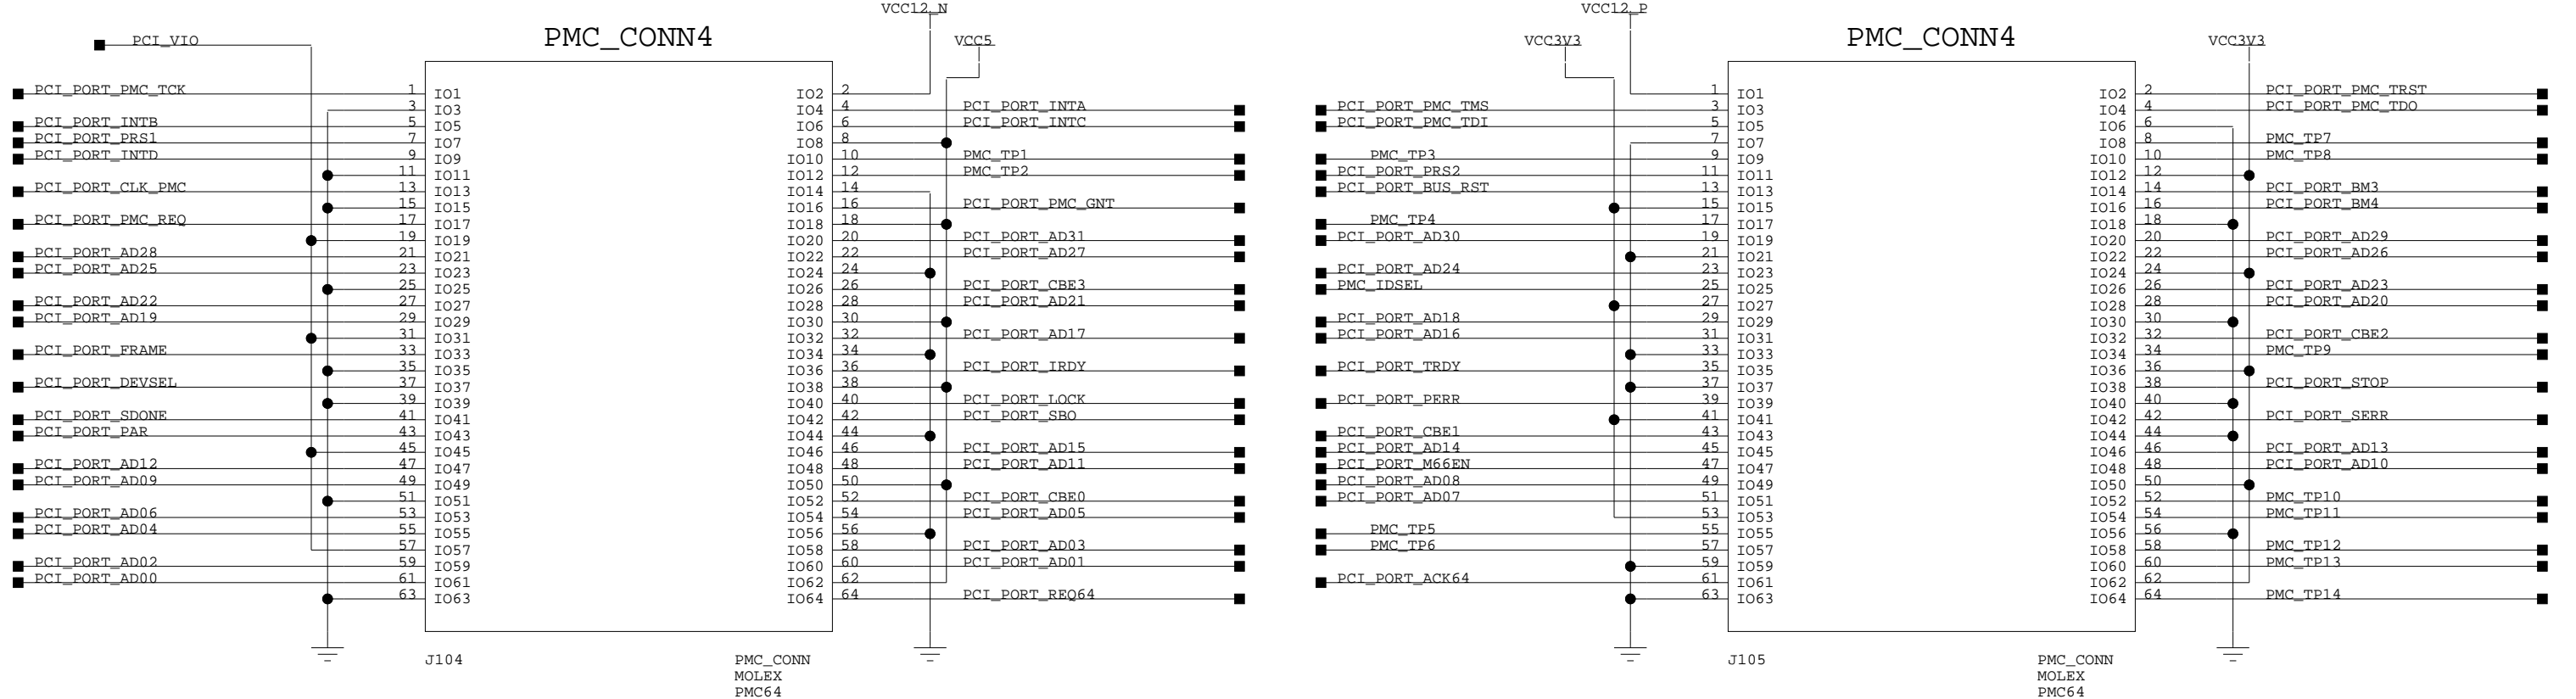 VCC12_N
VCC12_P
PMC_CONN4
PMC_CONN4
PCI_VIO
VCC5
VCC3V3
VCC3V3
PCI_PORT_PMC_TCK 1 IO1 IO2 2
3 IO3 IO4 4 PCI_PORT_INTA
PCI_PORT_INTB 5 IO5 IO6 6 PCI_PORT_INTC
PCI_PORT_PRS1 7 IO7 IO8 8
PCI_PORT_INTD 9 IO9 IO10 10 PMC_TP1
11 IO11 IO12 12 PMC_TP2
PCI_PORT_CLK_PMC 13 IO13 IO14 14
15 IO15 IO16 16 PCI_PORT_PMC_GNT
PCI_PORT_PMC_REQ 17 IO17 IO18 18
19 IO19 IO20 20 PCI_PORT_AD31
PCI_PORT_AD28 21 IO21 IO22 22 PCI_PORT_AD27
PCI_PORT_AD25 23 IO23 IO24 24
25 IO25 IO26 26 PCI_PORT_CBE3
PCI_PORT_AD22 27 IO27 IO28 28 PCI_PORT_AD21
PCI_PORT_AD19 29 IO29 IO30 30
31 IO31 IO32 32 PCI_PORT_AD17
PCI_PORT_FRAME 33 IO33 IO34 34
35 IO35 IO36 36 PCI_PORT_IRDY
PCI_PORT_DEVSEL 37 IO37 IO38 38
39 IO39 IO40 40 PCI_PORT_LOCK
PCI_PORT_SDONE 41 IO41 IO42 42 PCI_PORT_SBO
PCI_PORT_PAR 43 IO43 IO44 44
45 IO45 IO46 46 PCI_PORT_AD15
PCI_PORT_AD12 47 IO47 IO48 48 PCI_PORT_AD11
PCI_PORT_AD09 49 IO49 IO50 50
51 IO51 IO52 52 PCI_PORT_CBE0
PCI_PORT_AD06 53 IO53 IO54 54 PCI_PORT_AD05
PCI_PORT_AD04 55 IO55 IO56 56
57 IO57 IO58 58 PCI_PORT_AD03
PCI_PORT_AD02 59 IO59 IO60 60 PCI_PORT_AD01
PCI_PORT_AD00 61 IO61 IO62 62
63 IO63 IO64 64 PCI_PORT_REQ64
J104
PMC_CONN
MOLEX
PMC64
1 IO1 IO2 2 PCI_PORT_PMC_TRST
PCI_PORT_PMC_TMS 3 IO3 IO4 4 PCI_PORT_PMC_TDO
PCI_PORT_PMC_TDI 5 IO5 IO6 6
7 IO7 IO8 8 PMC_TP7
PMC_TP3 9 IO9 IO10 10 PMC_TP8
PCI_PORT_PRS2 11 IO11 IO12 12
PCI_PORT_BUS_RST 13 IO13 IO14 14 PCI_PORT_BM3
15 IO15 IO16 16 PCI_PORT_BM4
PMC_TP4 17 IO17 IO18 18
PCI_PORT_AD30 19 IO19 IO20 20 PCI_PORT_AD29
21 IO21 IO22 22 PCI_PORT_AD26
PCI_PORT_AD24 23 IO23 IO24 24
PMC_IDSEL 25 IO25 IO26 26 PCI_PORT_AD23
27 IO27 IO28 28 PCI_PORT_AD20
PCI_PORT_AD18 29 IO29 IO30 30
PCI_PORT_AD16 31 IO31 IO32 32 PCI_PORT_CBE2
33 IO33 IO34 34 PMC_TP9
PCI_PORT_TRDY 35 IO35 IO36 36
37 IO37 IO38 38 PCI_PORT_STOP
PCI_PORT_PERR 39 IO39 IO40 40
41 IO41 IO42 42 PCI_PORT_SERR
PCI_PORT_CBE1 43 IO43 IO44 44
PCI_PORT_AD14 45 IO45 IO46 46 PCI_PORT_AD13
PCI_PORT_M66EN 47 IO47 IO48 48 PCI_PORT_AD10
PCI_PORT_AD08 49 IO49 IO50 50
PCI_PORT_AD07 51 IO51 IO52 52 PMC_TP10
53 IO53 IO54 54 PMC_TP11
PMC_TP5 55 IO55 IO56 56
PMC_TP6 57 IO57 IO58 58 PMC_TP12
59 IO59 IO60 60 PMC_TP13
PCI_PORT_ACK64 61 IO61 IO62 62
63 IO63 IO64 64 PMC_TP14
J105
PMC_CONN
MOLEX
PMC64